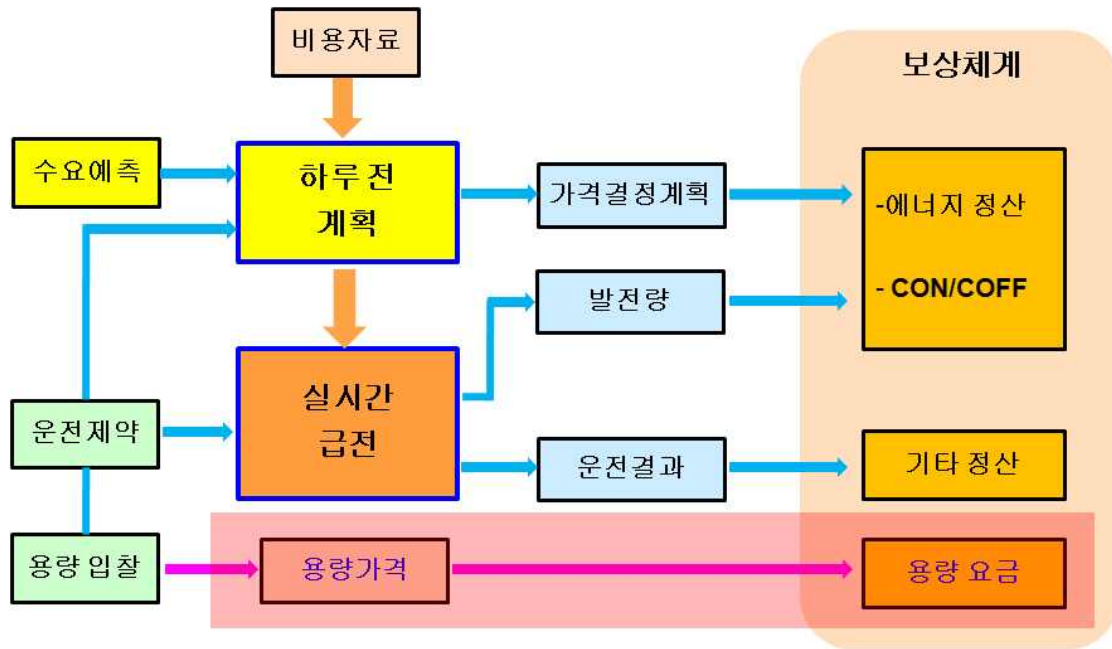 비용자료
보상체계
수요예측
하루 전
계획
가격결정계획
-에너지 정산
- CON/COFF
발전량
실시간
급전
운전제약
운전결과
기타 정산
용량 입찰
용량가격
용량 요금